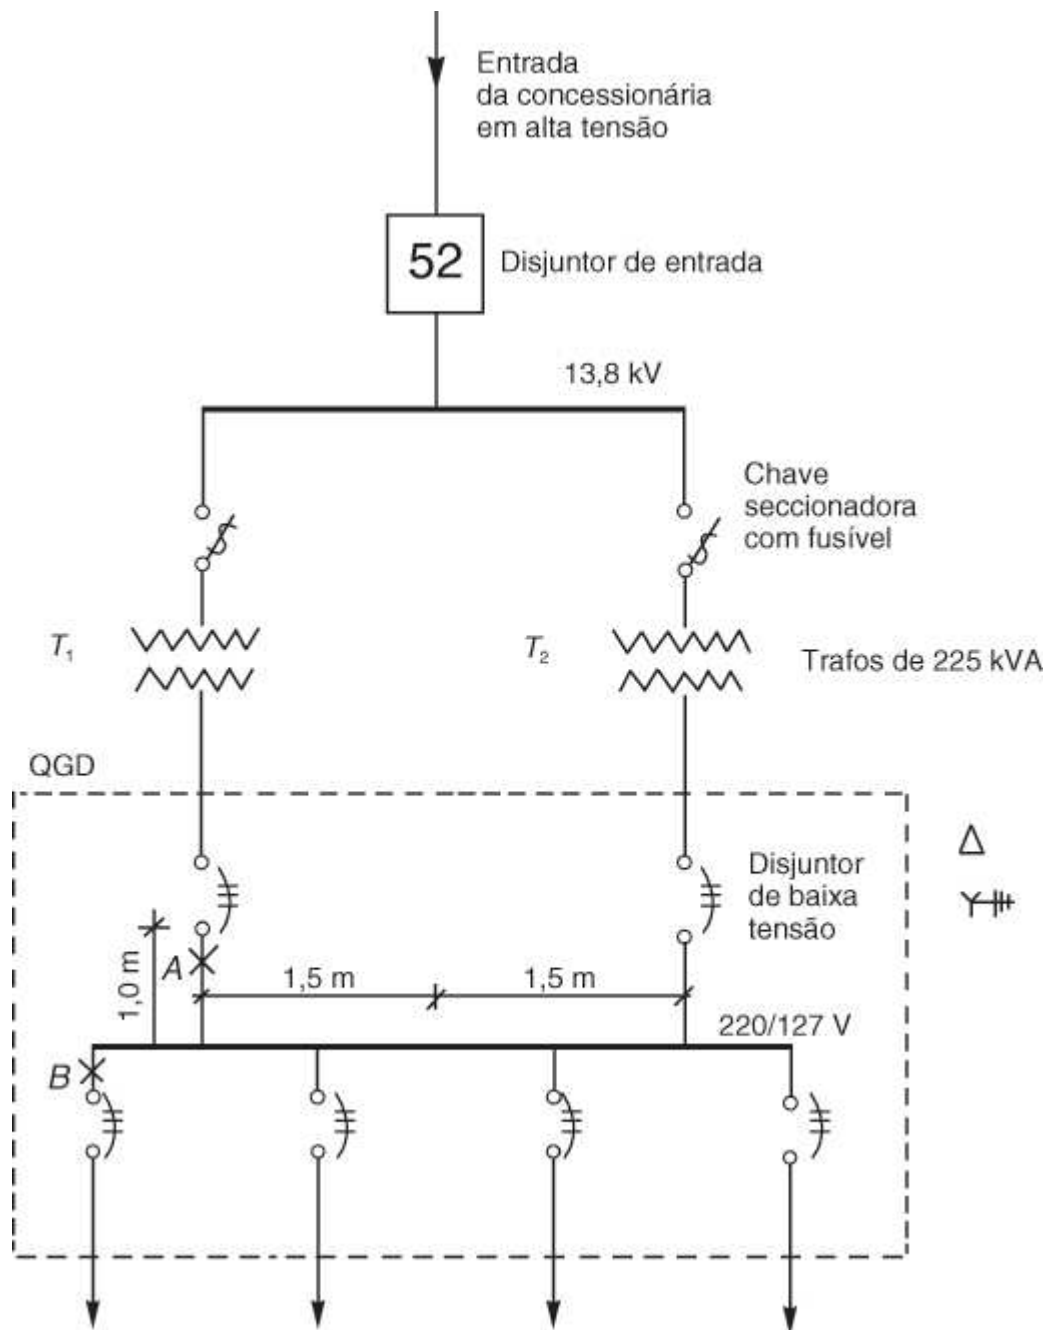 Entrada
da concessionária
em alta tensão
52
Disjuntor de entrada
13,8 kV
Chave
seccionadora
com fusível
T1
T2
Trafos de 225 kVA
QGD
Disjuntor
de baixa
tensão
Δ
1,0 m
A
1,5 m
1,5 m
220/127 V
B